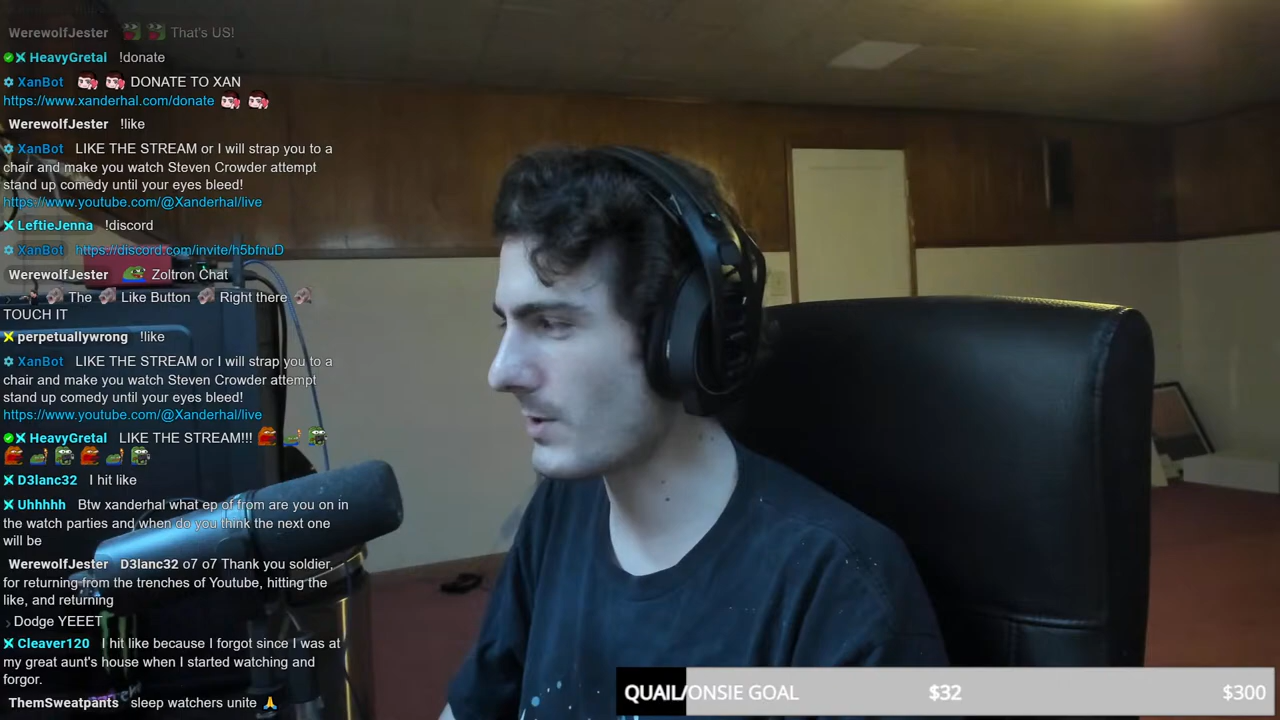 WerewolfJester That's US!
HeavyGretal !donate
XanBot DONATE TO XAN
https://www.xanderhal.com/donate
WerewolfJester !like
XanBot LIKE THE STREAM or I will strap you to a
chair and make you watch Steven Crowder attempt
stand up comedy until your eyes bleed!
https://www.youtube.com/@Xanderhal/live
LeftieJenna !discord
XanBot https://discord.com/invite/h5bfnuD
WerewolfJester Zoltron Chat
The Like Button Right there
TOUCH IT
perpetuallywrong !like
XanBot LIKE THE STREAM or I will strap you to a
chair and make you watch Steven Crowder attempt
stand up comedy until your eyes bleed!
https://www.youtube.com/@Xanderhal/live
HeavyGretal LIKE THE STREAM!!!
D3lanc32 I hit like
Uhhhhh Btw xanderhal what ep of from are you on in
the watch parties and when do you think the next one
will be
WerewolfJester D3lanc32 o7 o7 Thank you soldier,
for returning from the trenches of Youtube, hitting the
like, and returning
› Dodge YEEET
Cleaver120 I hit like because I forgot since I was at
my great aunt's house when I started watching and
forgor.
ThemSweatpants sleep watchers unite 🙏
QUAIL/ONSIE GOAL $32 $300